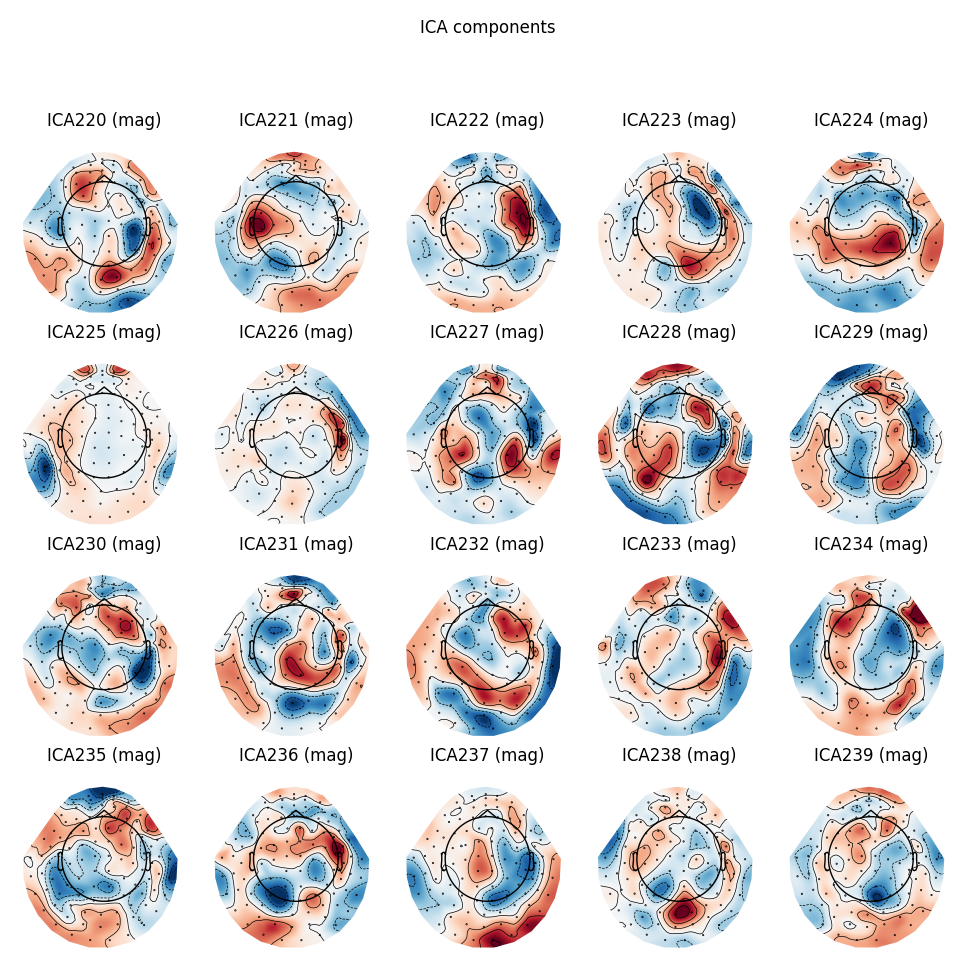 ICA components
ICA220 (mag) ICA221 (mag) ICA222 (mag) ICA223 (mag) ICA224 (mag)
ICA225 (mag) ICA226 (mag) ICA227 (mag) ICA228 (mag) ICA229 (mag)
ICA230 (mag) ICA231 (mag) ICA232 (mag) ICA233 (mag) ICA234 (mag)
ICA235 (mag) ICA236 (mag) ICA237 (mag) ICA238 (mag) ICA239 (mag)